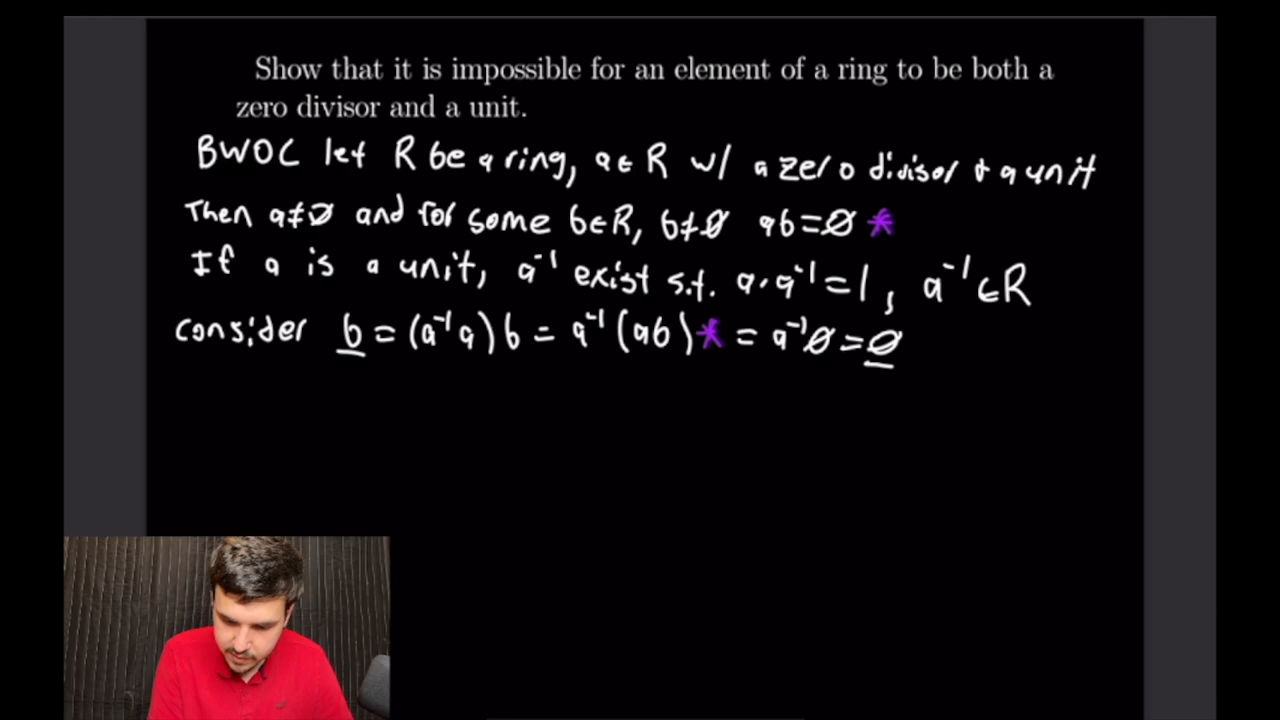 Show that it is impossible for an element of a ring to be both a
zero divisor and a unit.
BWOC let R be a ring, a∈R w/ a zero divisor + a unit
Then a≠0 and for some b∈R, b≠0 ab=0 *
If a is a unit, a⁻¹ exist s.t. a·a⁻¹=1, a⁻¹∈R
consider b = (a⁻¹a)b = a⁻¹(ab)* = a⁻¹0 = 0